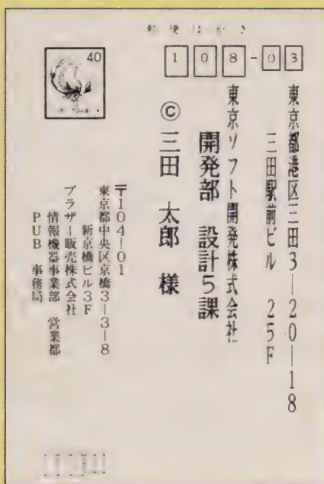 郵便はがき
40
108-03
東京都港区三田3-20-18
三田駅前ビル 25F
東京ソフト開発株式会社
開発部 設計5課
© 三田 太郎 様
〒104-01
東京都中央区京橋3-3-8
新京橋ビル3F
ブラザー販売株式会社
情報機器事業部 営業部
PUB 事務局